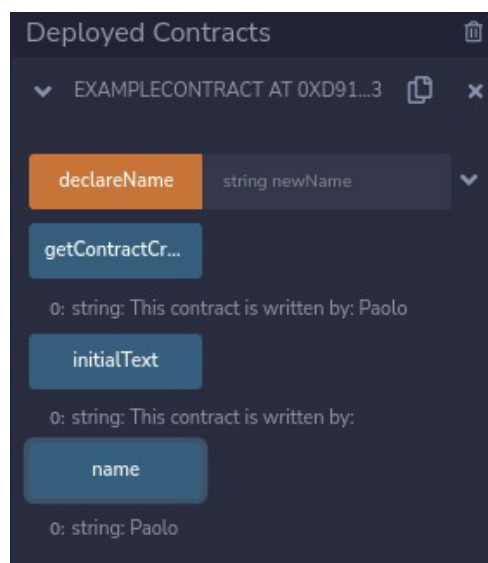 Deployed Contracts
EXAMPLECONTRACT AT 0XD91...3
declareName string newName
getContractCr...
0: string: This contract is written by: Paolo
initialText
0: string: This contract is written by:
name
0: string: Paolo